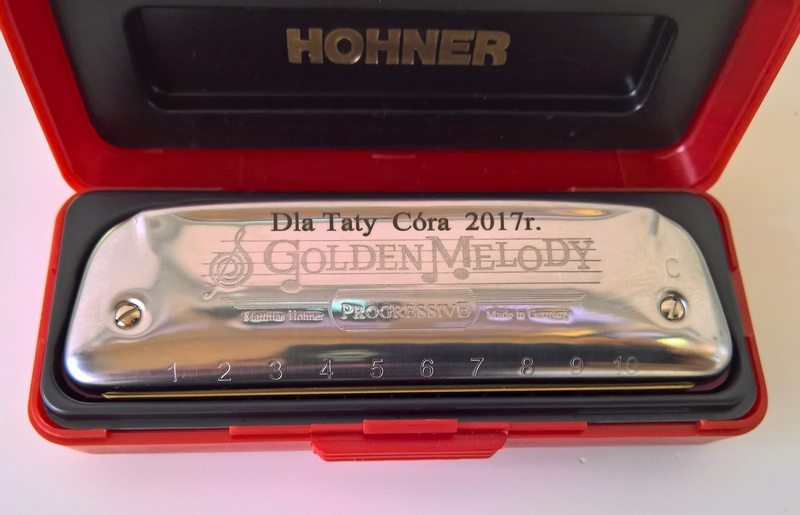 HOHNER
Dla Taty Córa 2017r.
GOLDEN MELODY
C
Matthias Hohner PROGRESSIVE Made in Germany
1 2 3 4 5 6 7 8 9 10